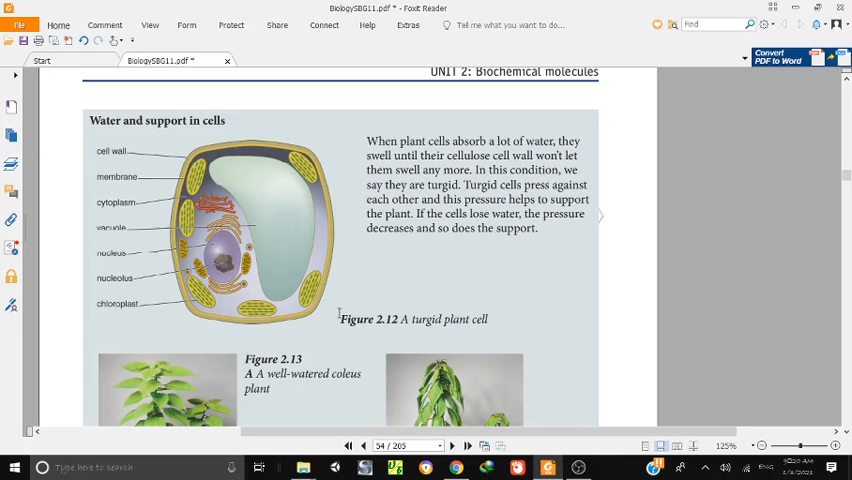 BiologySBG11.pdf * - Foxit Reader
File Home View Form Protect Share Connect Help Extras Tell me what you want to do... Find
Start BiologySBG11.pdf *
Convert
PDF to Word
UNIT 2: Biochemical molecules
Water and support in cells
cell wall
membrane
cytoplasm
vacuole
nucleus
nucleolus
chloroplast
When plant cells absorb a lot of water, they
swell until their cellulose cell wall won't let
them swell any more. In this condition, we
say they are turgid. Turgid cells press against
each other and this pressure helps to support
the plant. If the cells lose water, the pressure
decreases and so does the support.
Figure 2.12 A turgid plant cell
Figure 2.13
A A well-watered coleus
plant
54 / 205
125%
Type here to search
ENG